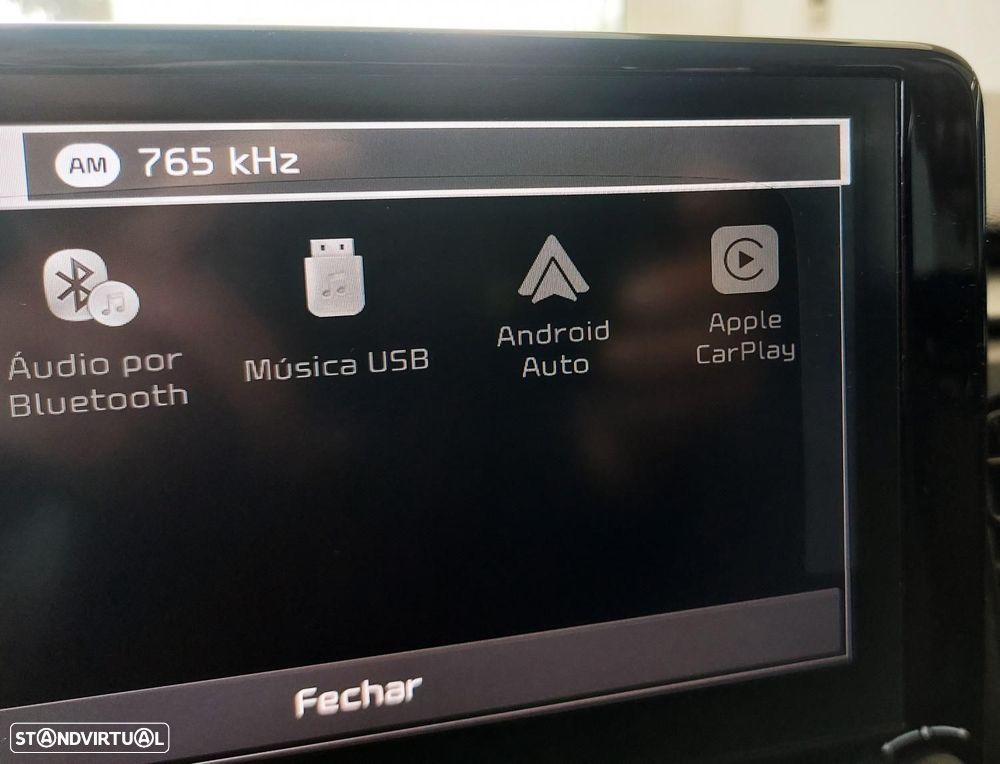 AM 765 kHz
Áudio por
Bluetooth
Música USB
Android
Auto
Apple
CarPlay
Fechar
STANDVIRTUAL